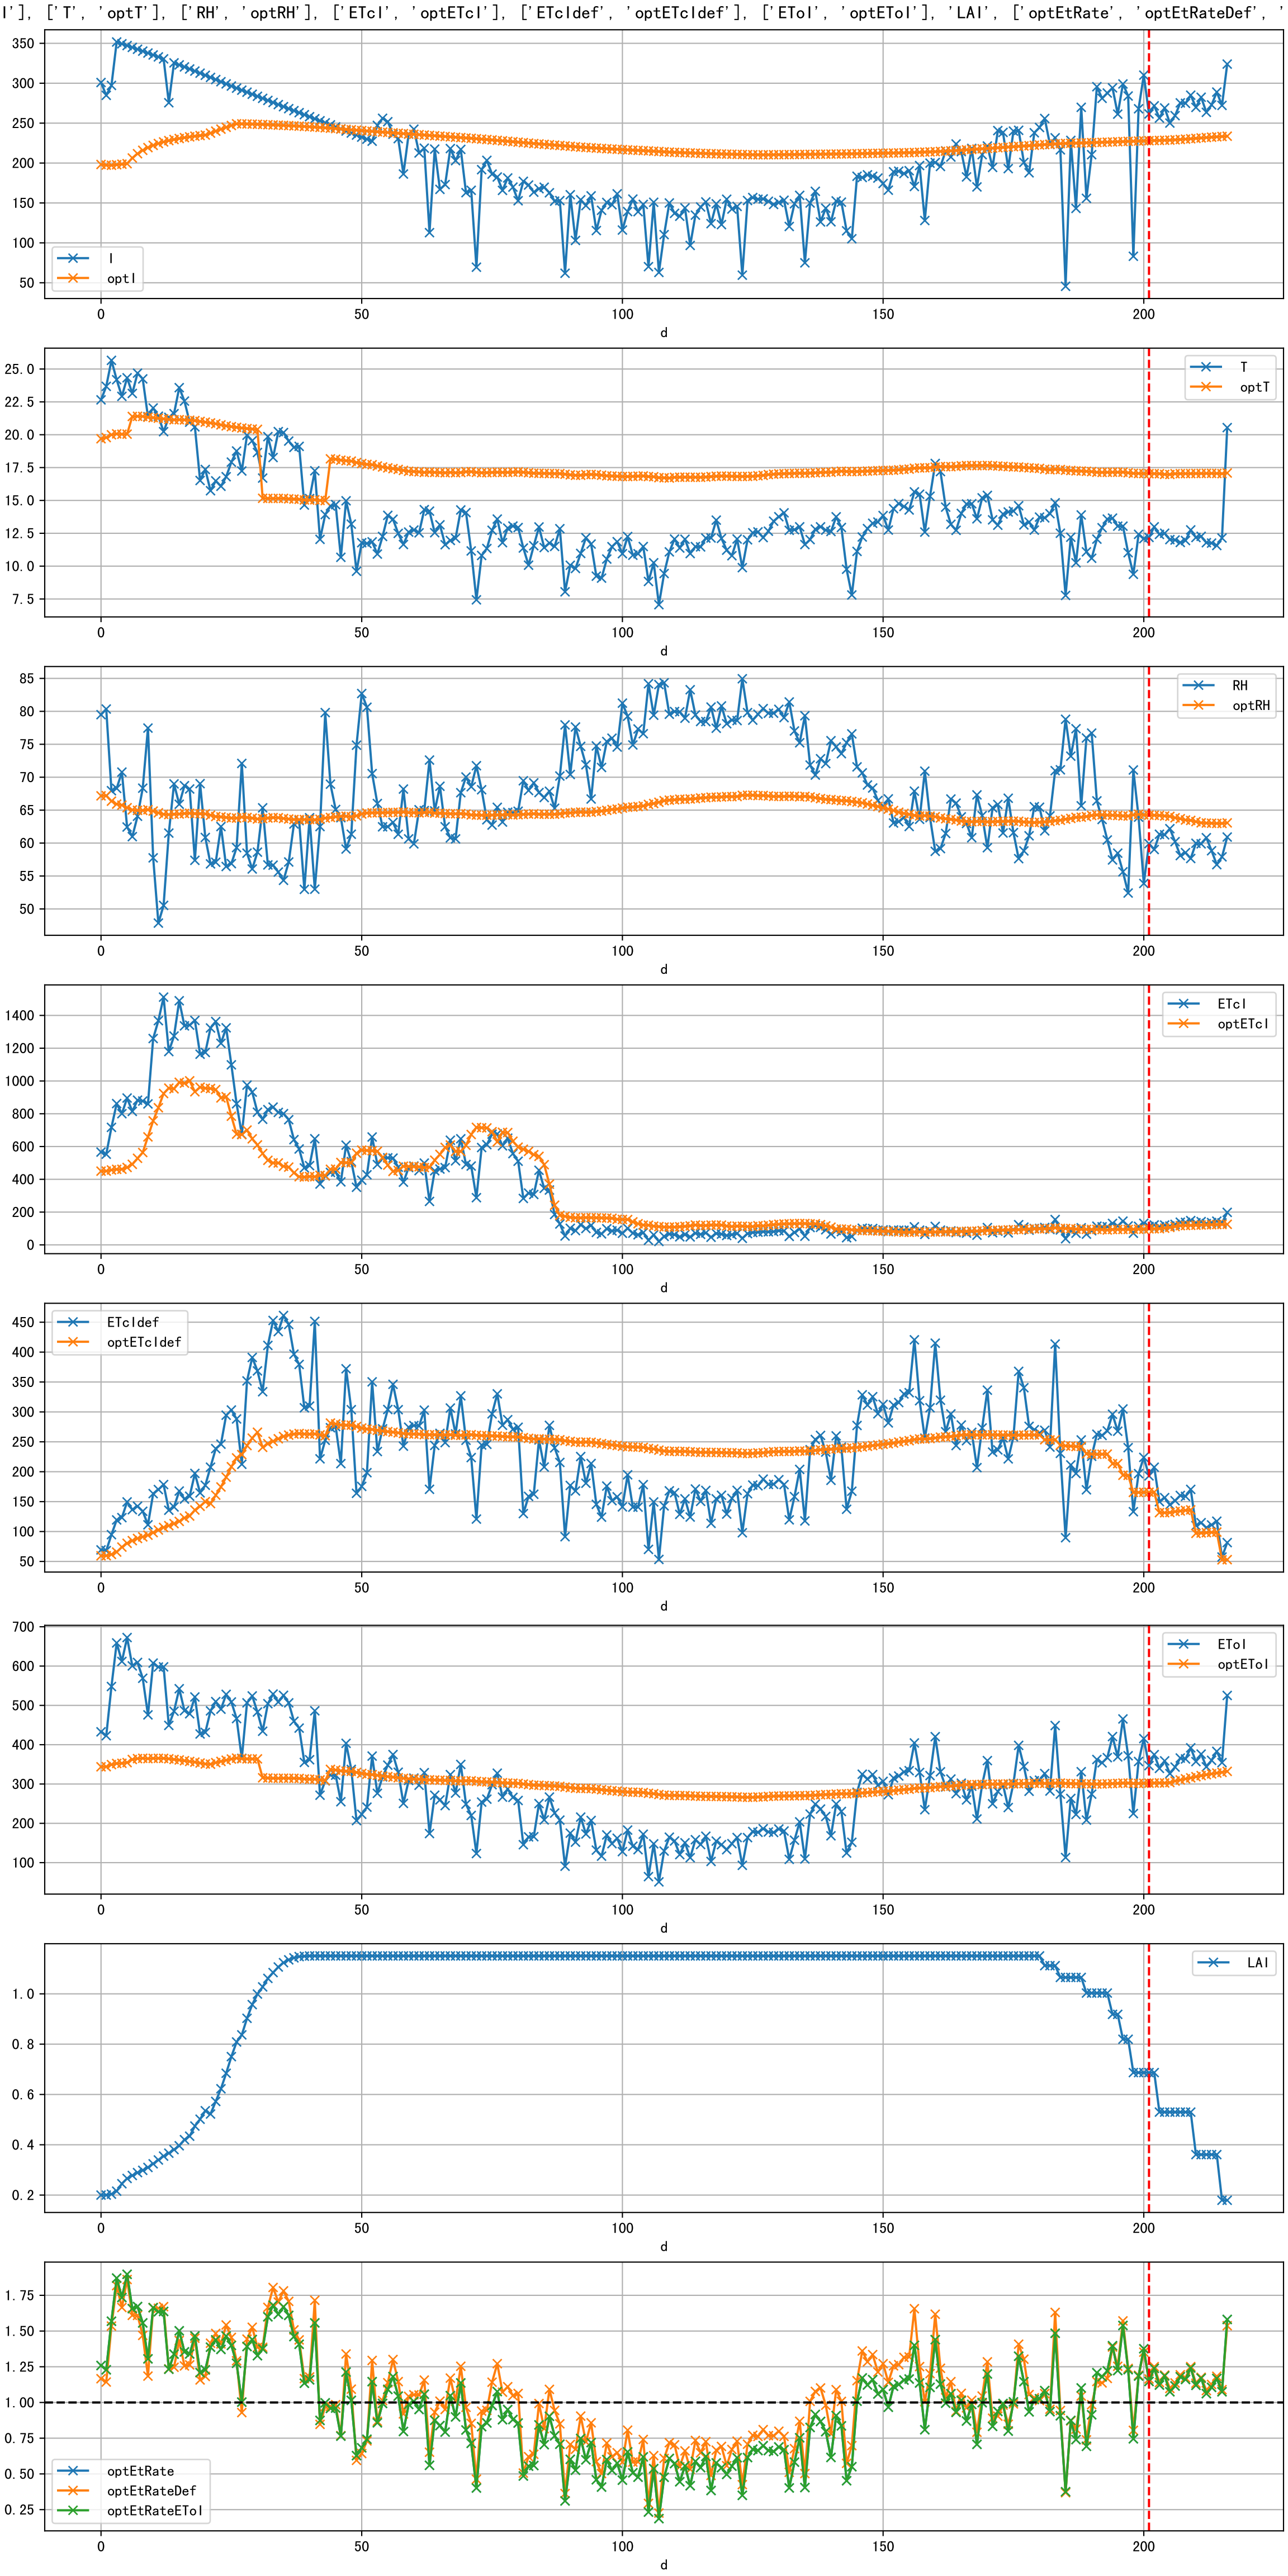 I'], ['T', 'optT'], ['RH', 'optRH'], ['ETcI', 'optETcI'], ['ETcIdef', 'optETcIdef'], ['EToI', 'optEToI'], 'LAI', ['optEtRate', 'optEtRateDef', '
350
300
250
200
150
100
50
I
optI
0 50 100 150 200
d
25.0
22.5
20.0
17.5
15.0
12.5
10.0
7.5
T
optT
0 50 100 150 200
d
85
80
75
70
65
60
55
50
RH
optRH
0 50 100 150 200
d
1400
1200
1000
800
600
400
200
0
ETcI
optETcI
0 50 100 150 200
d
450
400
350
300
250
200
150
100
50
ETcIdef
optETcIdef
0 50 100 150 200
d
700
600
500
400
300
200
100
EToI
optEToI
0 50 100 150 200
d
1.0
0.8
0.6
0.4
0.2
LAI
0 50 100 150 200
d
1.75
1.50
1.25
1.00
0.75
0.50
0.25
optEtRate
optEtRateDef
optEtRateEToI
0 50 100 150 200
d